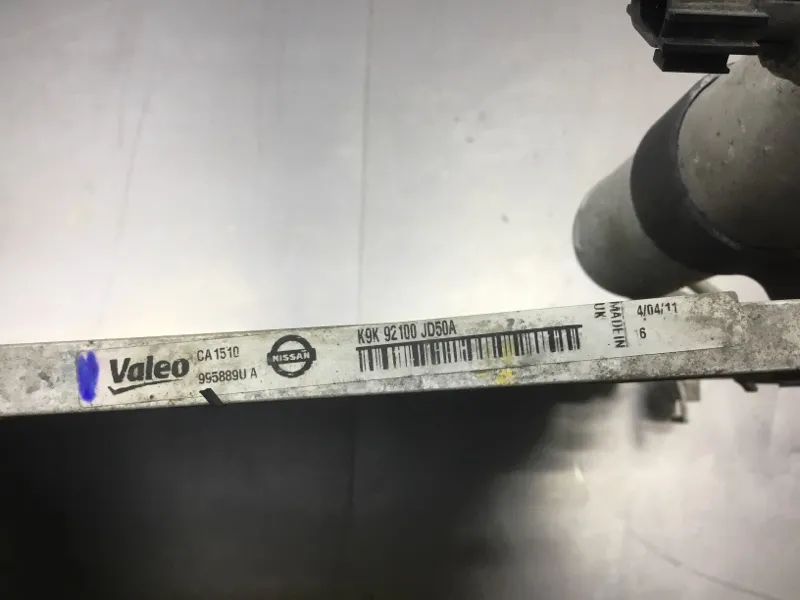 Valeo
CA1510
995889U A
NISSAN
K9K 92100 JD50A
MADE IN
UK
4/04/11
6